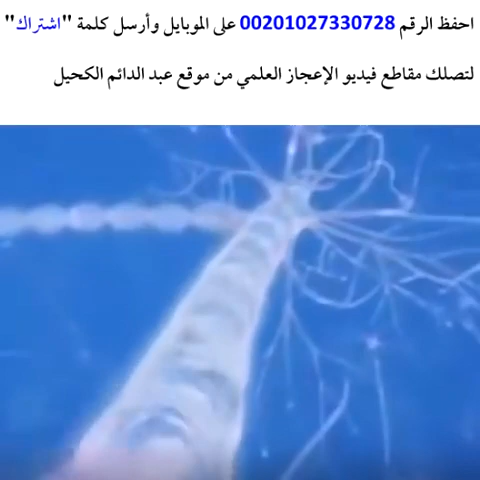 احفظ الرقم 00201027330728 على الموبايل وأرسل كلمة "اشتراك"
لتصلك مقاطع فيديو الإعجاز العلمي من موقع عبد الدائم الكحيل